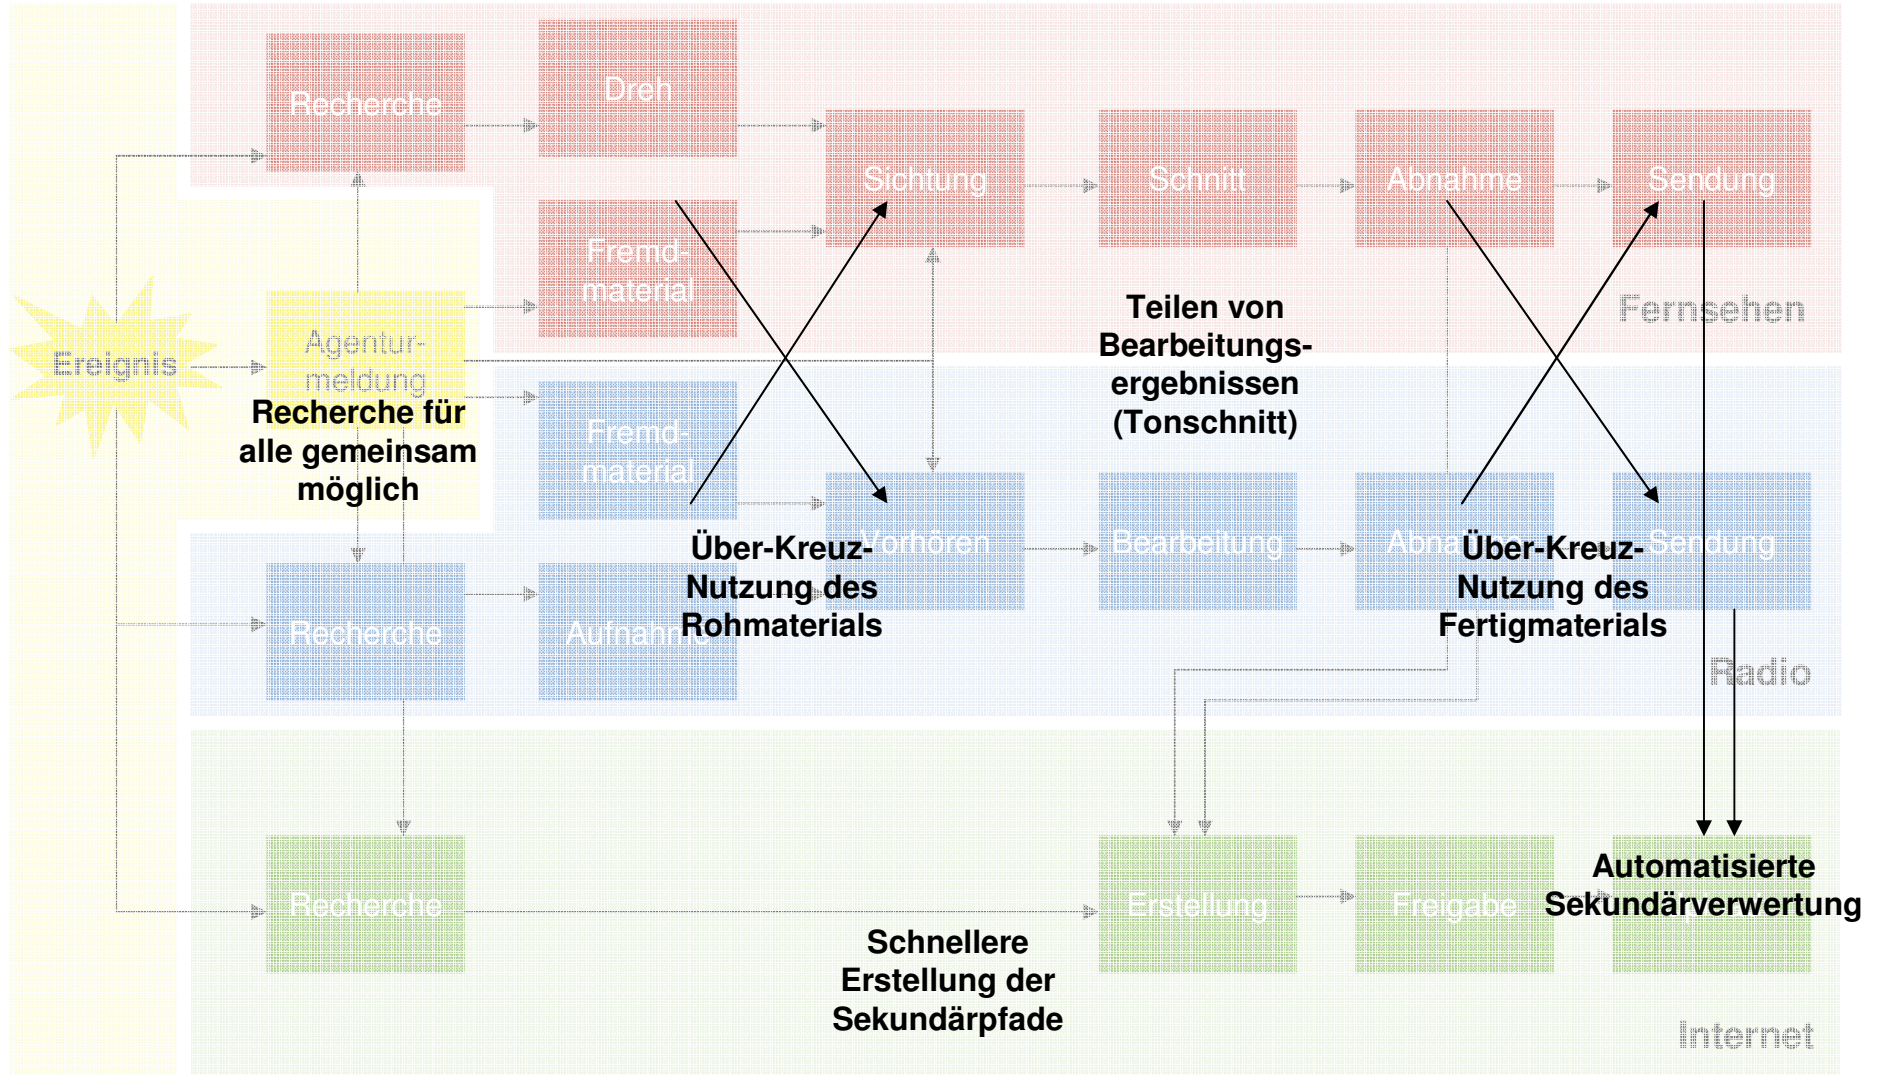 Recherche
Dreh
Sichtung
Schnitt
Abnahme
Sendung
Fremd-
material
Fernsehen
Teilen von
Bearbeitungs-
ergebnissen
(Tonschnitt)
Ereignis
Agentur-
meldung
Recherche für
alle gemeinsam
möglich
Fremd-
material
Vorhören
Bearbeitung
Abnahme
Sendung
Über-Kreuz-
Nutzung des
Rohmaterials
Über-Kreuz-
Nutzung des
Fertigmaterials
Recherche
Aufnahme
Radio
Recherche
Erstellung
Freigabe
Automatisierte
Sekundärverwertung
Schnellere
Erstellung der
Sekundärpfade
Internet